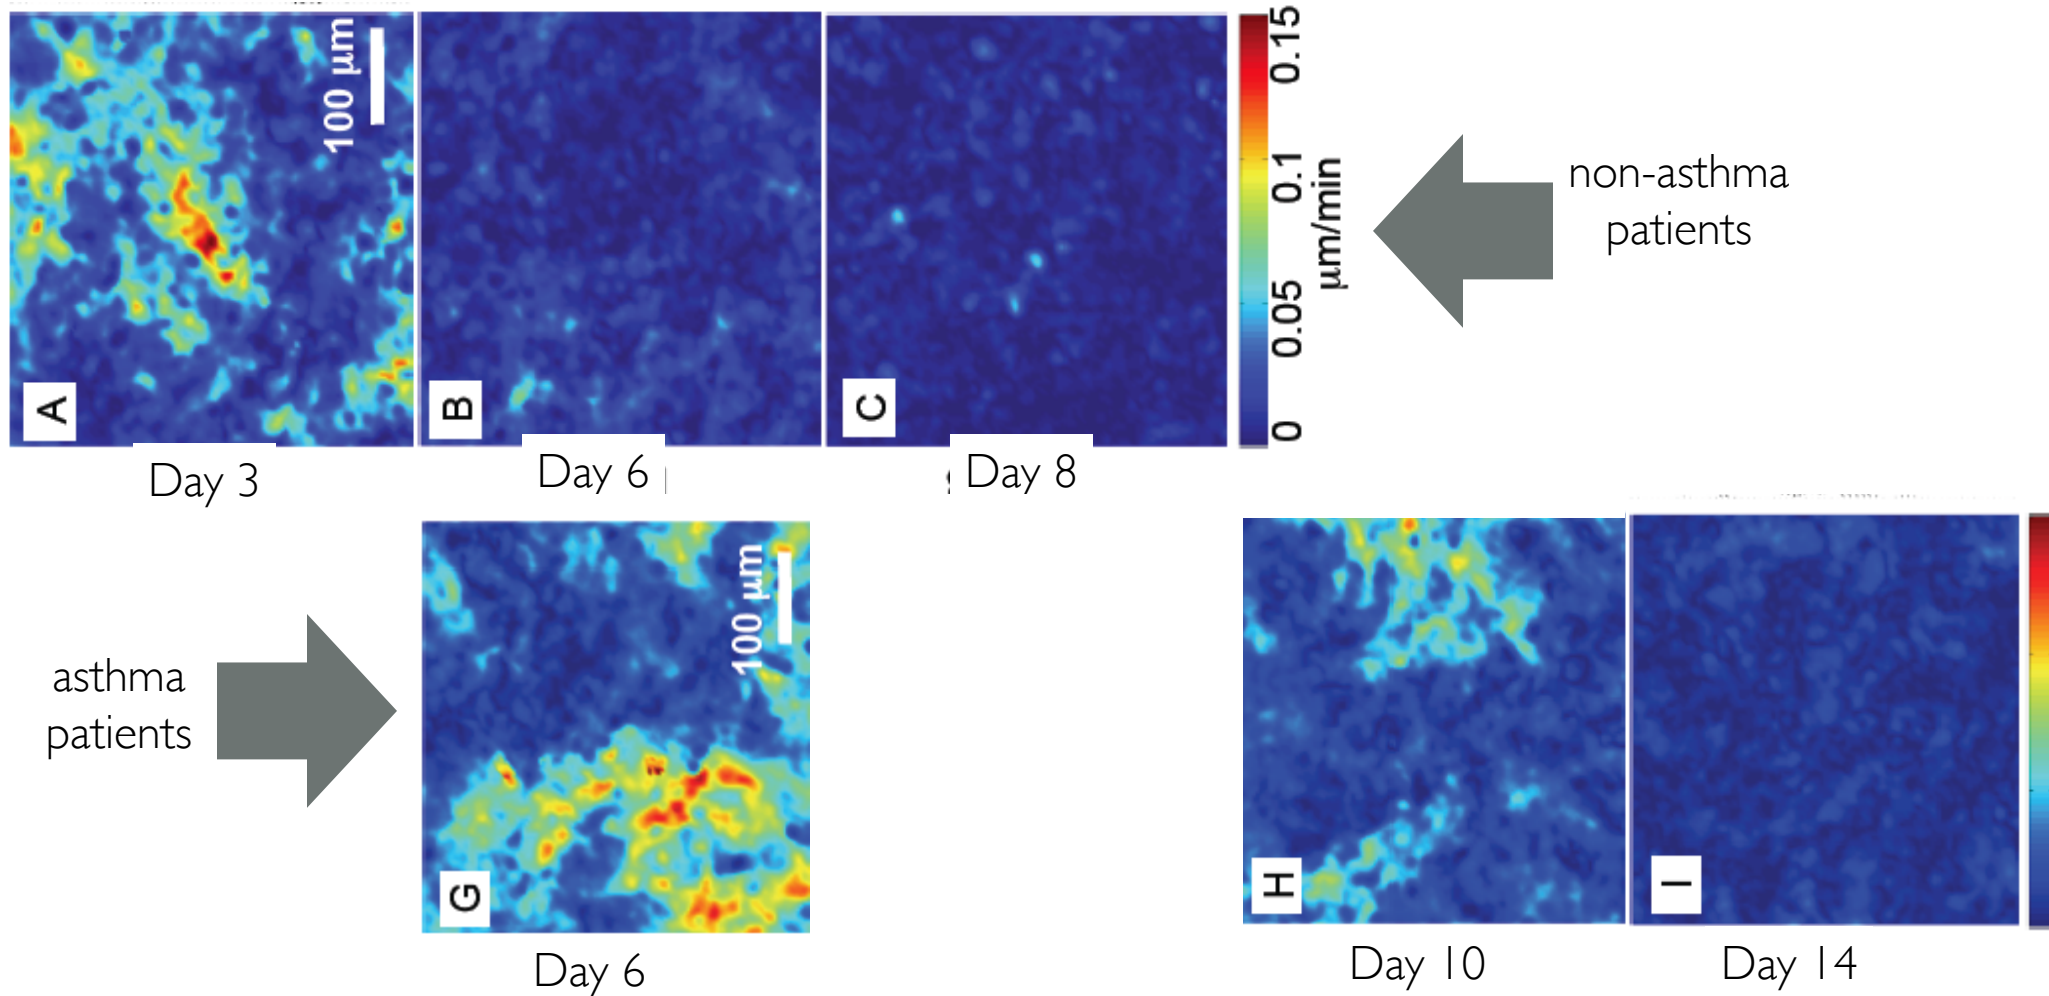 A
100 μm
B
C
0
0.05
0.1
0.15
μm/min
non-asthma
patients
Day 3
Day 6
Day 8
asthma
patients
G
100 μm
H
I
Day 6
Day 10
Day 14